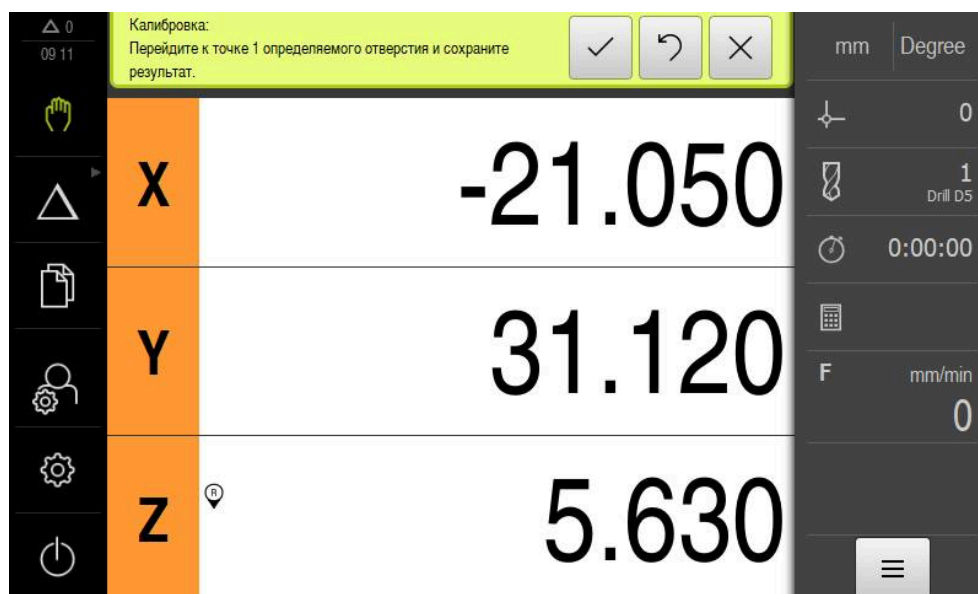 0
09 11
Калибровка:
Перейдите к точке 1 определяемого отверстия и сохраните
результат.
mm Degree
X -21.050
0
1
Drill D5
0:00:00
Y 31.120
F mm/min
0
Z R 5.630